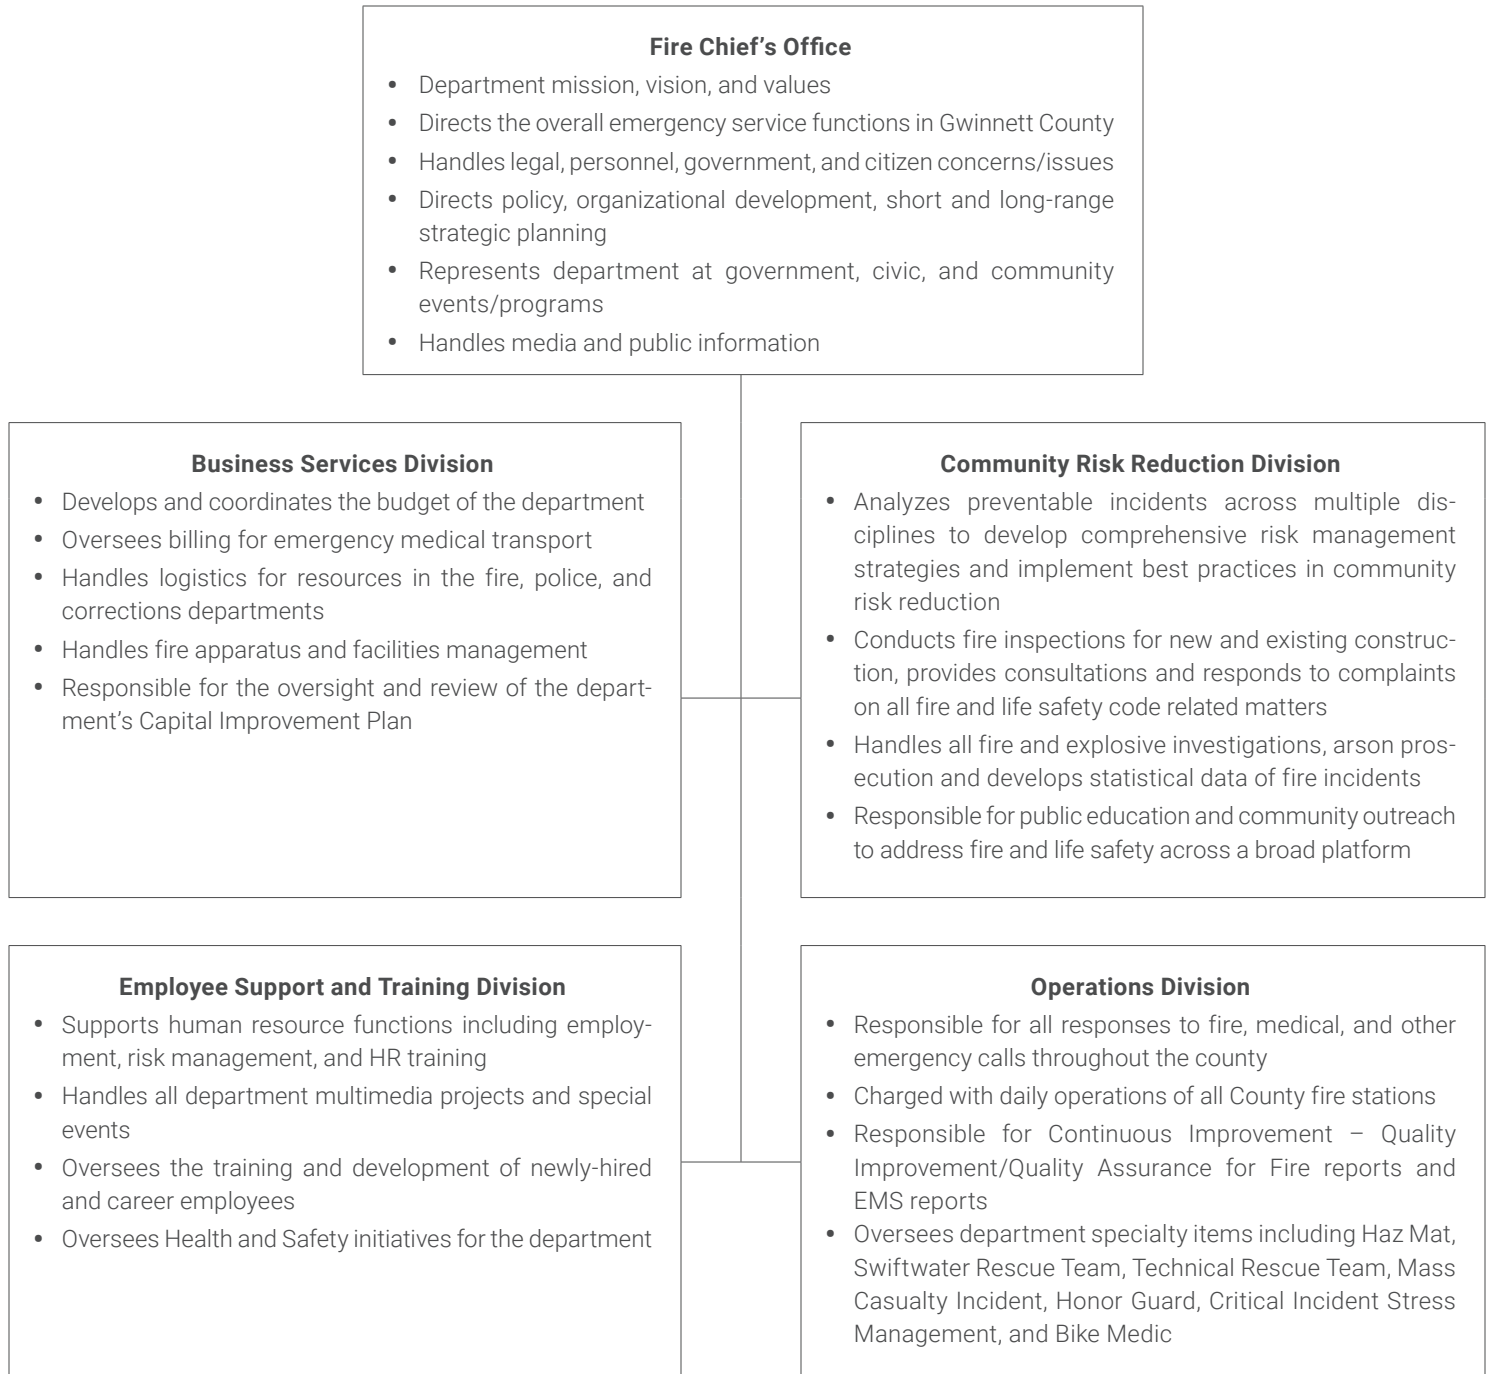 Fire Chief's Office
• Department mission, vision, and values
• Directs the overall emergency service functions in Gwinnett County
• Handles legal, personnel, government, and citizen concerns/issues
• Directs policy, organizational development, short and long-range
strategic planning
• Represents department at government, civic, and community
events/programs
• Handles media and public information
Business Services Division
• Develops and coordinates the budget of the department
• Oversees billing for emergency medical transport
• Handles logistics for resources in the fire, police, and
corrections departments
• Handles fire apparatus and facilities management
• Responsible for the oversight and review of the depart-
ment's Capital Improvement Plan
Community Risk Reduction Division
• Analyzes preventable incidents across multiple dis-
ciplines to develop comprehensive risk management
strategies and implement best practices in community
risk reduction
• Conducts fire inspections for new and existing construc-
tion, provides consultations and responds to complaints
on all fire and life safety code related matters
• Handles all fire and explosive investigations, arson pros-
ecution and develops statistical data of fire incidents
• Responsible for public education and community outreach
to address fire and life safety across a broad platform
Employee Support and Training Division
• Supports human resource functions including employ-
ment, risk management, and HR training
• Handles all department multimedia projects and special
events
• Oversees the training and development of newly-hired
and career employees
• Oversees Health and Safety initiatives for the department
Operations Division
• Responsible for all responses to fire, medical, and other
emergency calls throughout the county
• Charged with daily operations of all County fire stations
• Responsible for Continuous Improvement – Quality
Improvement/Quality Assurance for Fire reports and
EMS reports
• Oversees department specialty items including Haz Mat,
Swiftwater Rescue Team, Technical Rescue Team, Mass
Casualty Incident, Honor Guard, Critical Incident Stress
Management, and Bike Medic